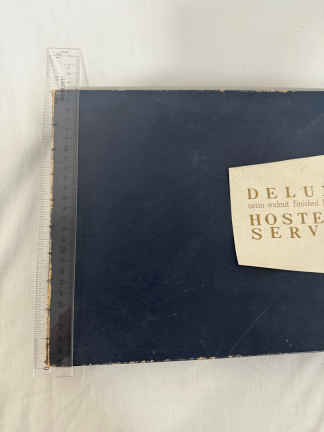 DELU
satin walnut finished
HOSTE
SERV